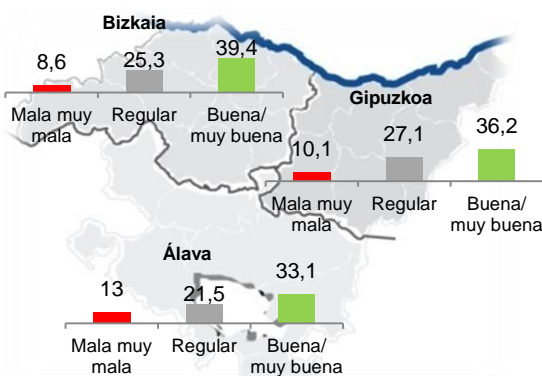 Bizkaia
8,6
25,3
39,4
Mala muy
mala
Regular
Buena/
muy buena
Gipuzkoa
10,1
27,1
36,2
Mala muy
mala
Regular
Buena/
muy buena
Álava
13
21,5
33,1
Mala muy
mala
Regular
Buena/
muy buena